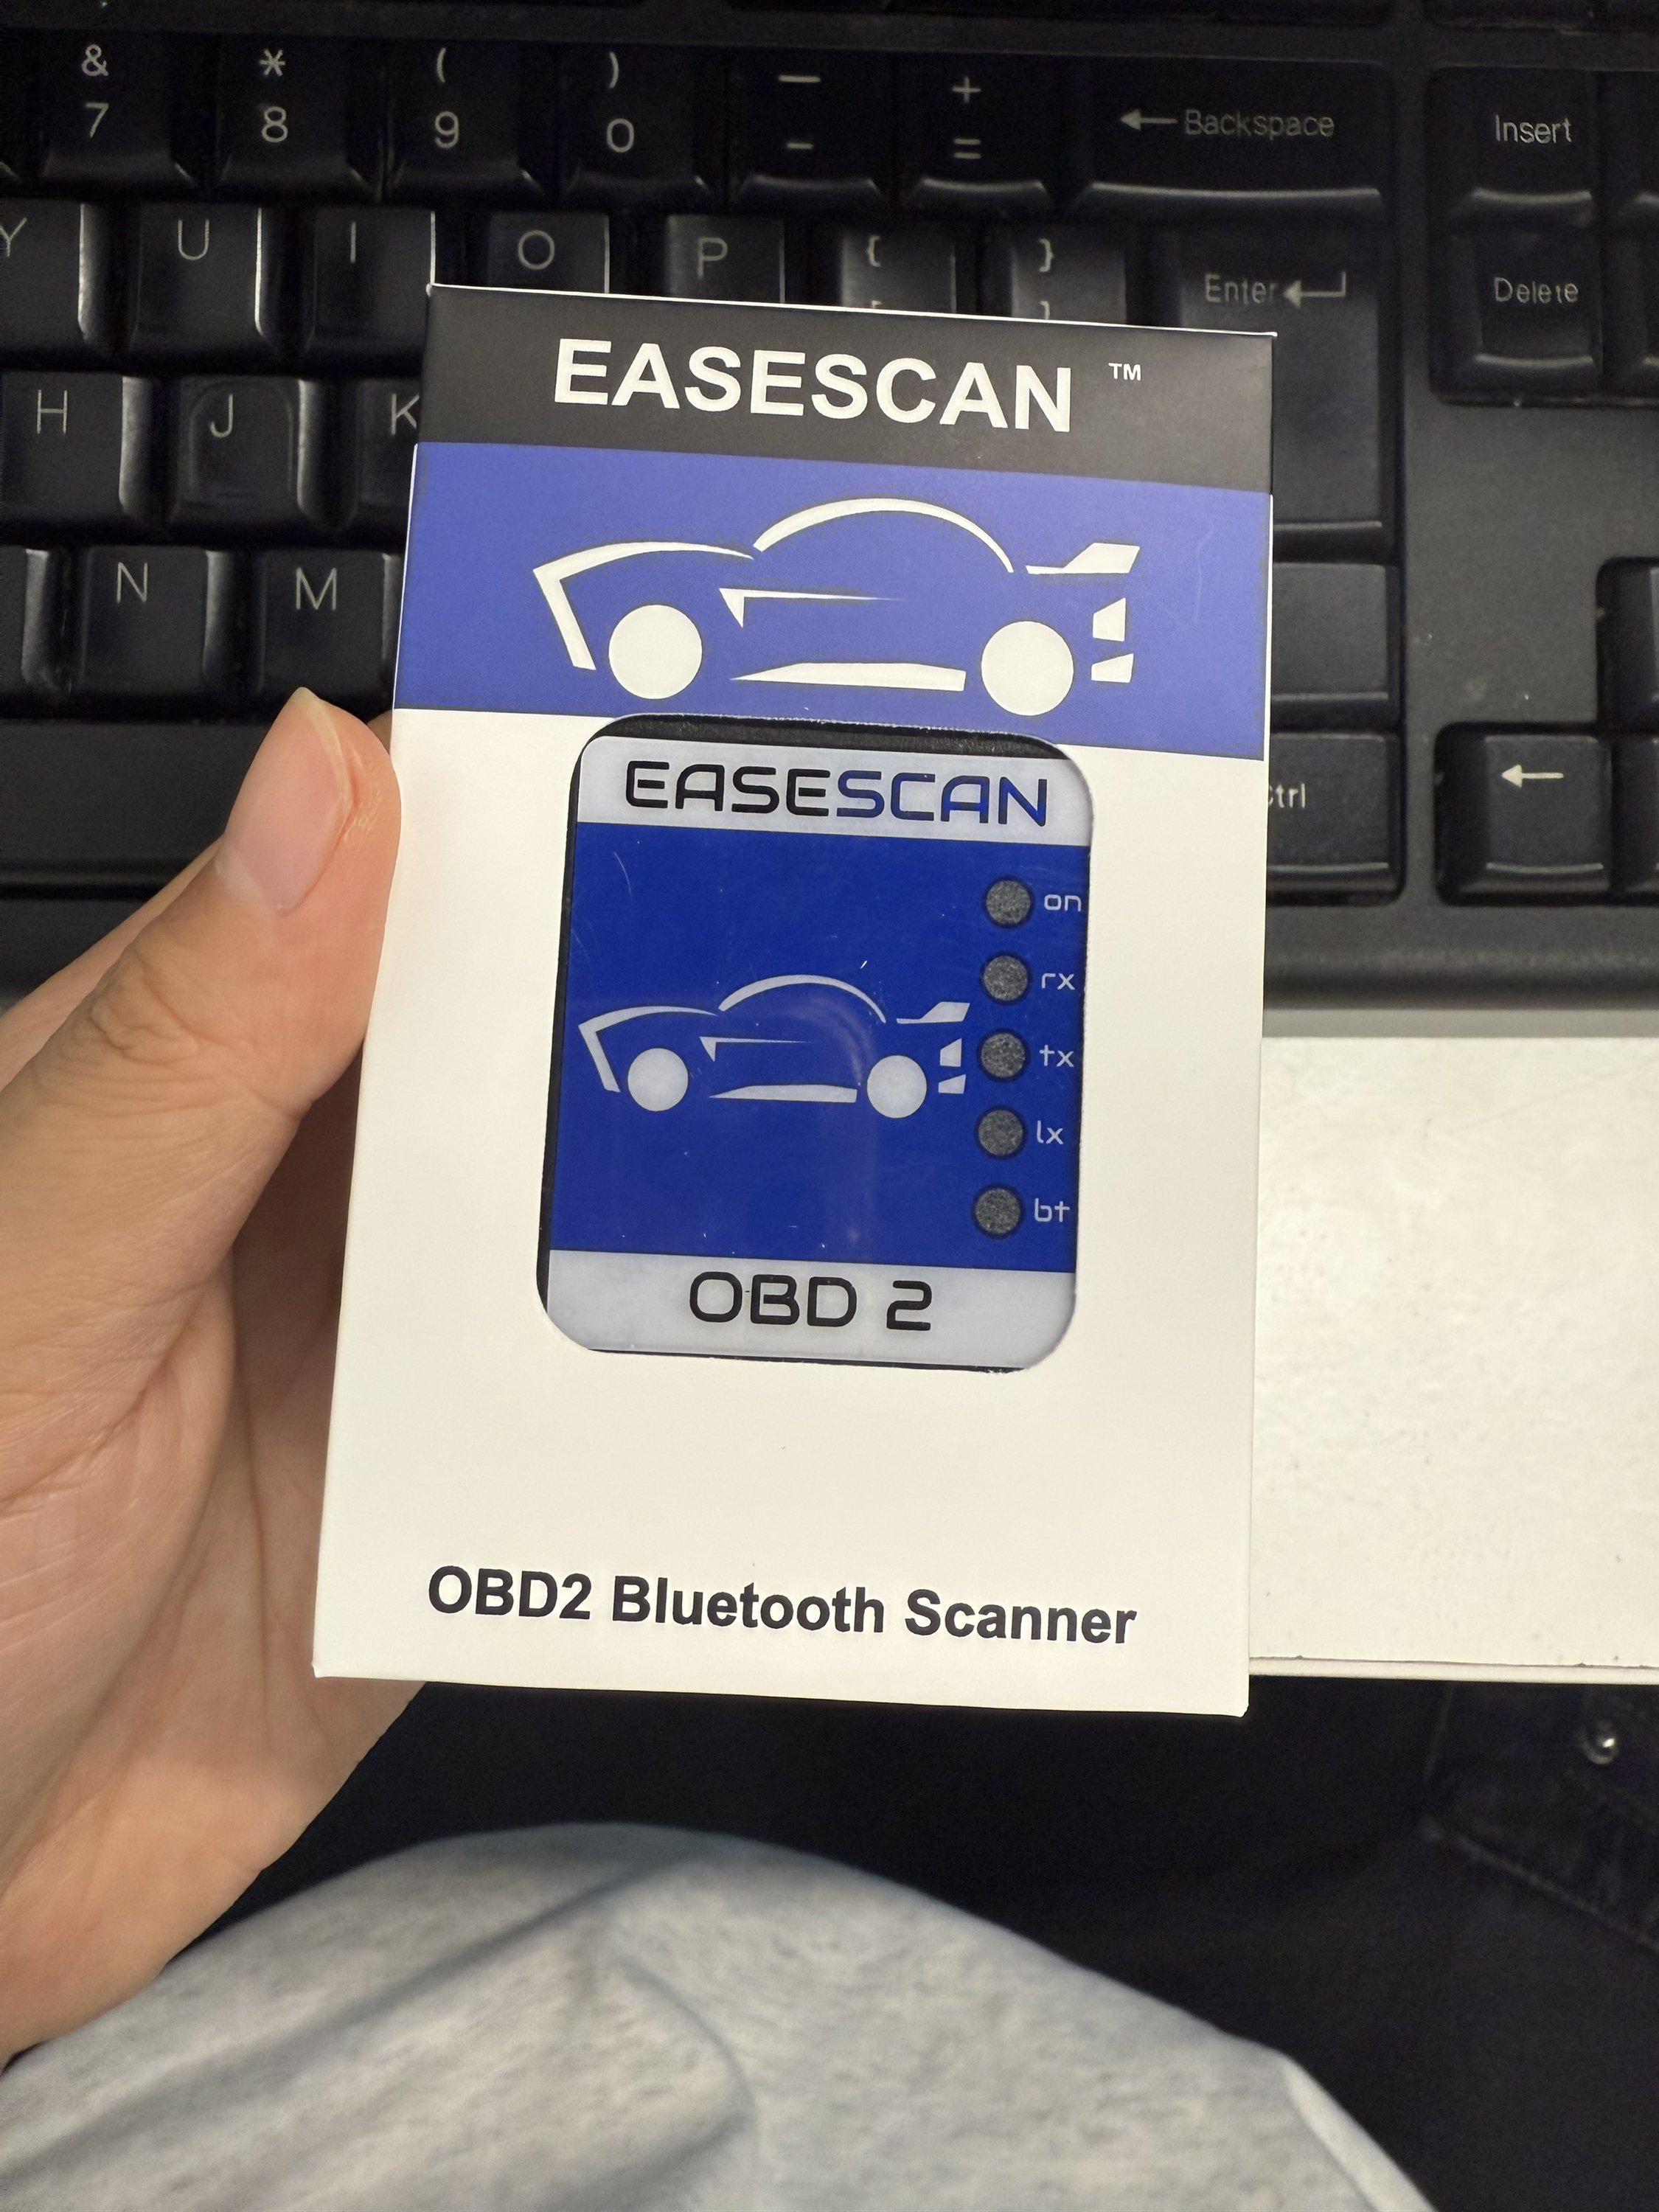 & * ( ) — +
7 8 9 0 - = ←Backspace Insert
Y U I O P { } Enter Delete
[ ]
H J K
N M
EASESCAN ™
← 
EASESCAN
on
rx
tx
lx
bt
OBD 2
OBD2 Bluetooth Scanner